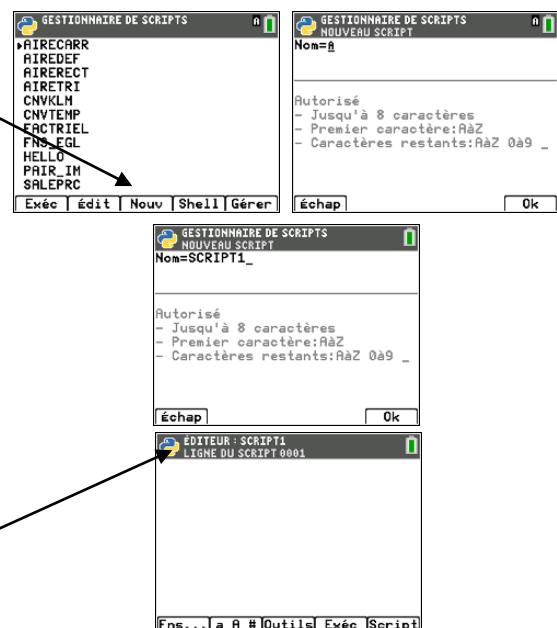 GESTIONNAIRE DE SCRIPTS A
AIRECARR
AIREDEF
AIRERECT
AIRETRI
CNVKLM
CNVTEMP
FACTRIEL
FNS_EGL
HELLO
PAIR_IM
SALEPRC
Exéc Édit Nouv Shell Gérer
GESTIONNAIRE DE SCRIPTS A
NOUVEAU SCRIPT
Nom=A
Autorisé
- Jusqu'à 8 caractères
- Premier caractère:AàZ
- Caractères restants:AàZ 0à9 _
Échap Ok
GESTIONNAIRE DE SCRIPTS
NOUVEAU SCRIPT
Nom=SCRIPT1_
Autorisé
- Jusqu'à 8 caractères
- Premier caractère:AàZ
- Caractères restants:AàZ 0à9 _
Échap Ok
ÉDITEUR : SCRIPT1
LIGNE DU SCRIPT 0001
Fns... a A # Outils Exéc Script